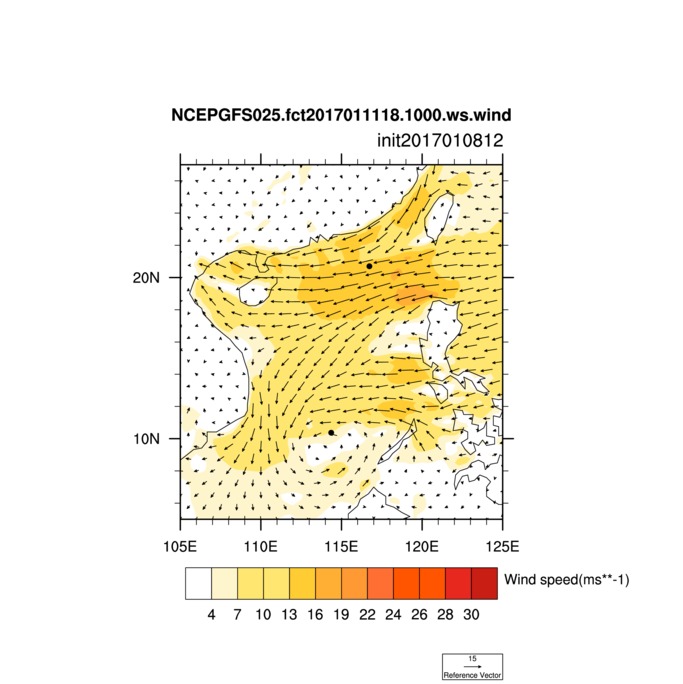 NCEPGFS025.fct2017011118.1000.ws.wind
init2017010812
20N
10N
105E 110E 115E 120E 125E
Wind speed(ms**-1)
4 7 10 13 16 19 22 24 26 28 30
15
Reference Vector